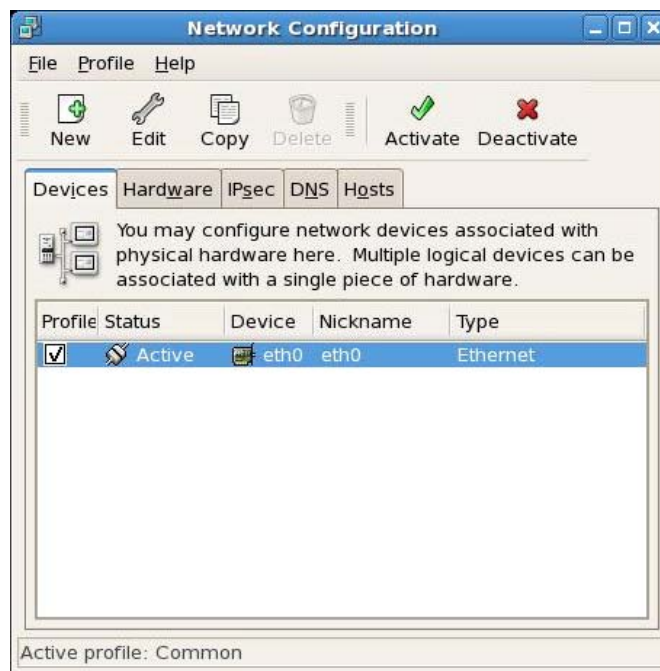 Network Configuration
File Profile Help
New Edit Copy Delete Activate Deactivate
Devices Hardware IPsec DNS Hosts
You may configure network devices associated with
physical hardware here. Multiple logical devices can be
associated with a single piece of hardware.
Profile Status Device Nickname Type
Active eth0 eth0 Ethernet
Active profile: Common